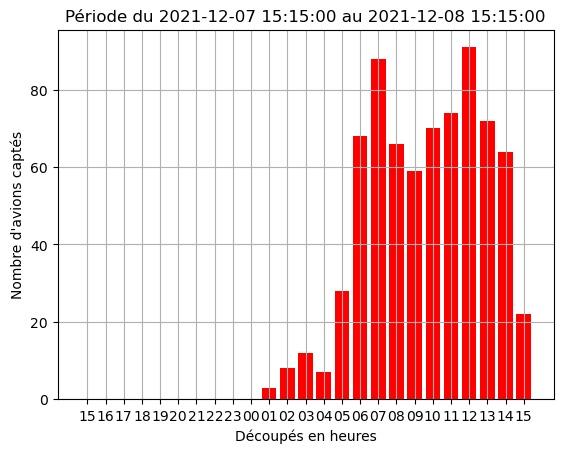 Période du 2021-12-07 15:15:00 au 2021-12-08 15:15:00
Nombre d'avions captés
80
60
40
20
0
15 16 17 18 19 20 21 22 23 00 01 02 03 04 05 06 07 08 09 10 11 12 13 14 15
Découpés en heures